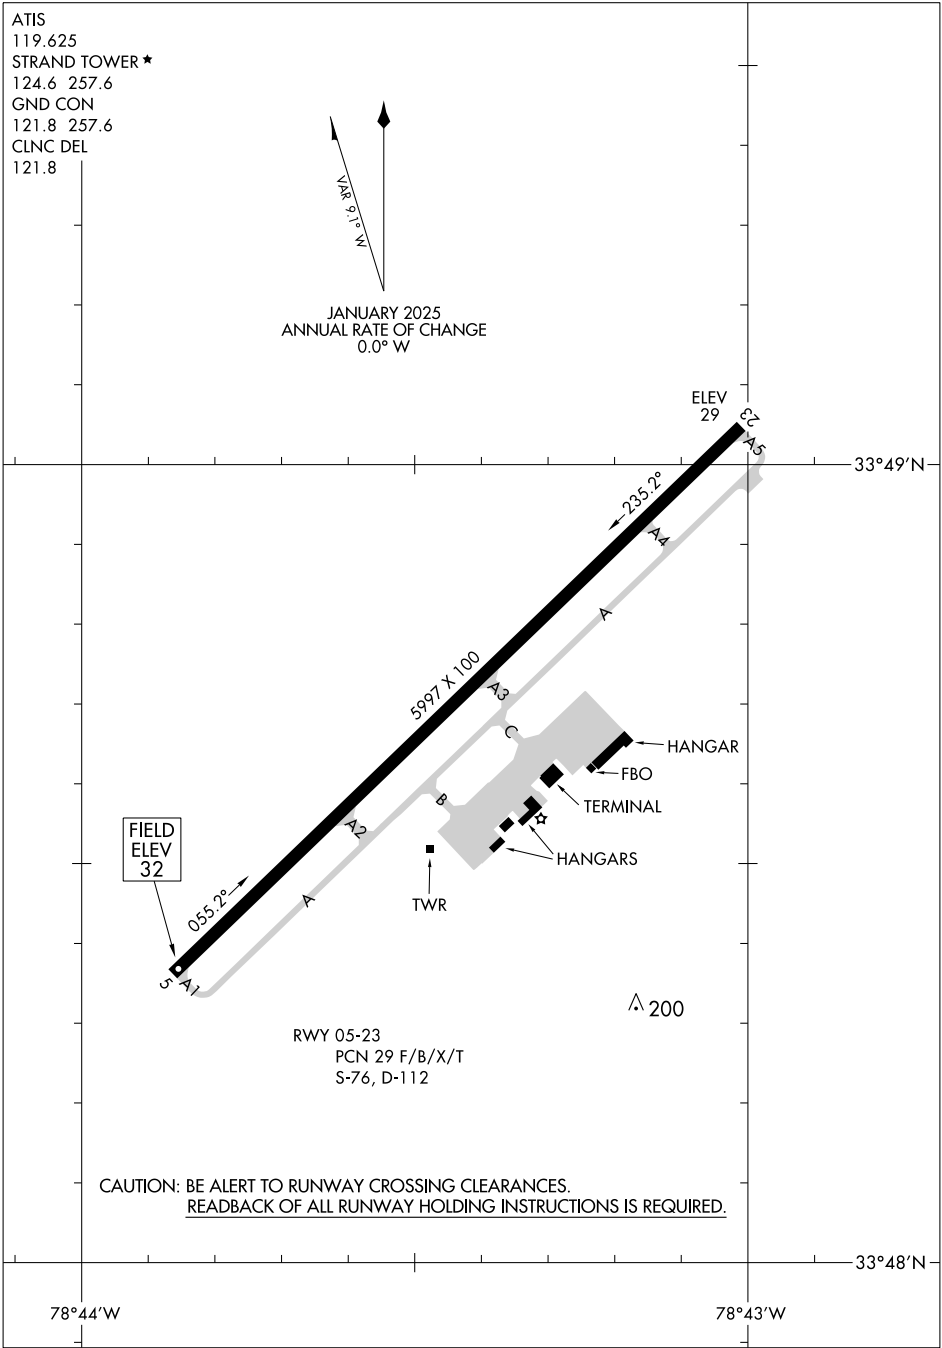 ATIS
119.625
STRAND TOWER ★
124.6 257.6
GND CON
121.8 257.6
CLNC DEL
121.8
VAR 9.1° W
JANUARY 2025
ANNUAL RATE OF CHANGE
0.0° W
ELEV
29
23
A5
33°49'N
235.2°
A4
A
5997 X 100
A3
C
HANGAR
FBO
TERMINAL
B
A2
HANGARS
FIELD
ELEV
32
TWR
055.2°
A
5
A1
200
RWY 05-23
PCN 29 F/B/X/T
S-76, D-112
CAUTION: BE ALERT TO RUNWAY CROSSING CLEARANCES.
READBACK OF ALL RUNWAY HOLDING INSTRUCTIONS IS REQUIRED.
33°48'N
78°44'W
78°43'W